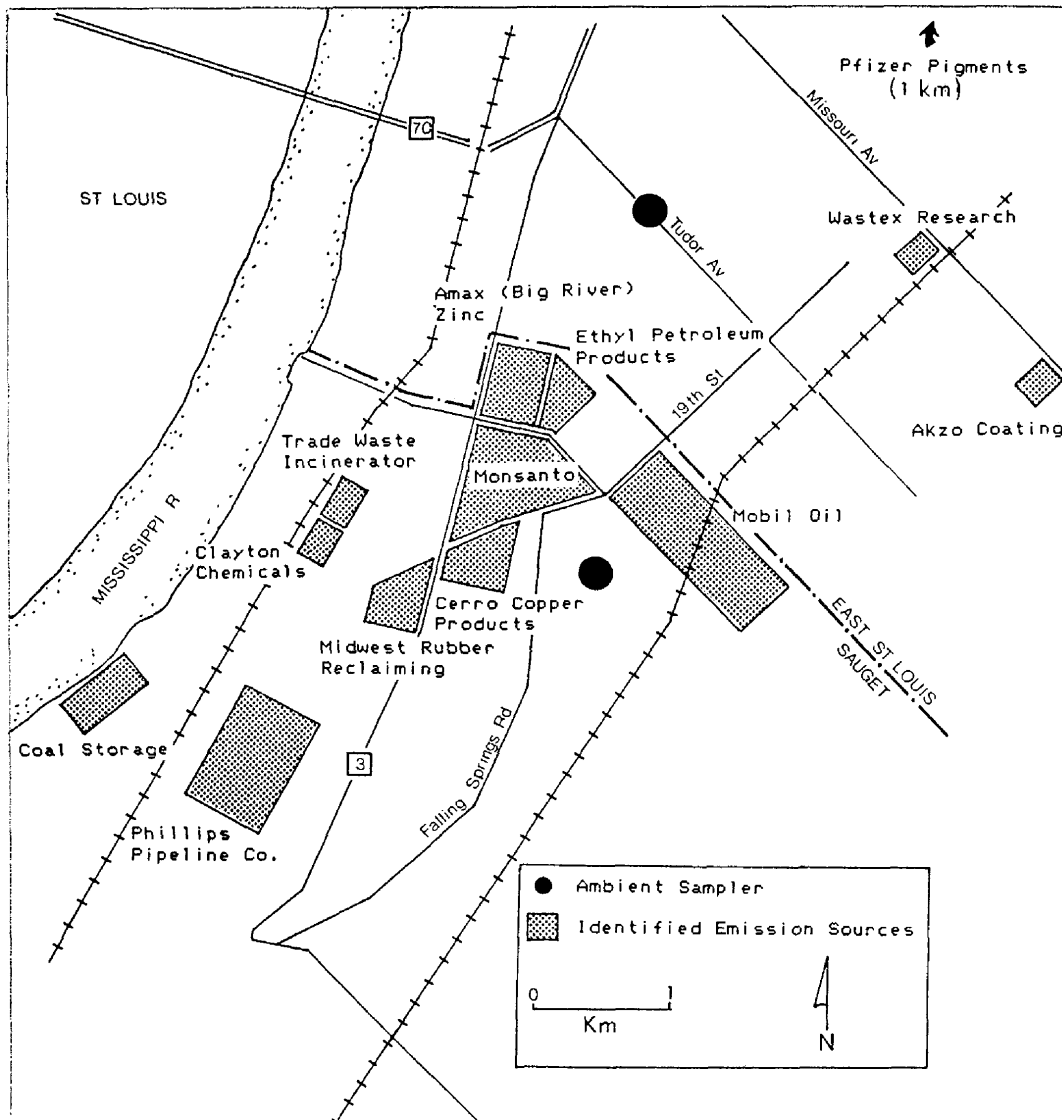 Pfizer Pigments
(1 km)
Missouri Av
70
ST LOUIS
Tudor Av
Wastex Research
Amax (Big River)
Zinc
Ethyl Petroleum
Products
19th St
Akzo Coating
Trade Waste
Incinerator
Monsanto
Mobil Oil
MISSISSIPPI R
Clayton
Chemicals
Cerro Copper
Products
EAST ST LOUIS
SAUGET
Midwest Rubber
Reclaiming
Coal Storage
3
Falling Springs Rd
Phillips
Pipeline Co.
Ambient Sampler
Identified Emission Sources
0 1
Km
N